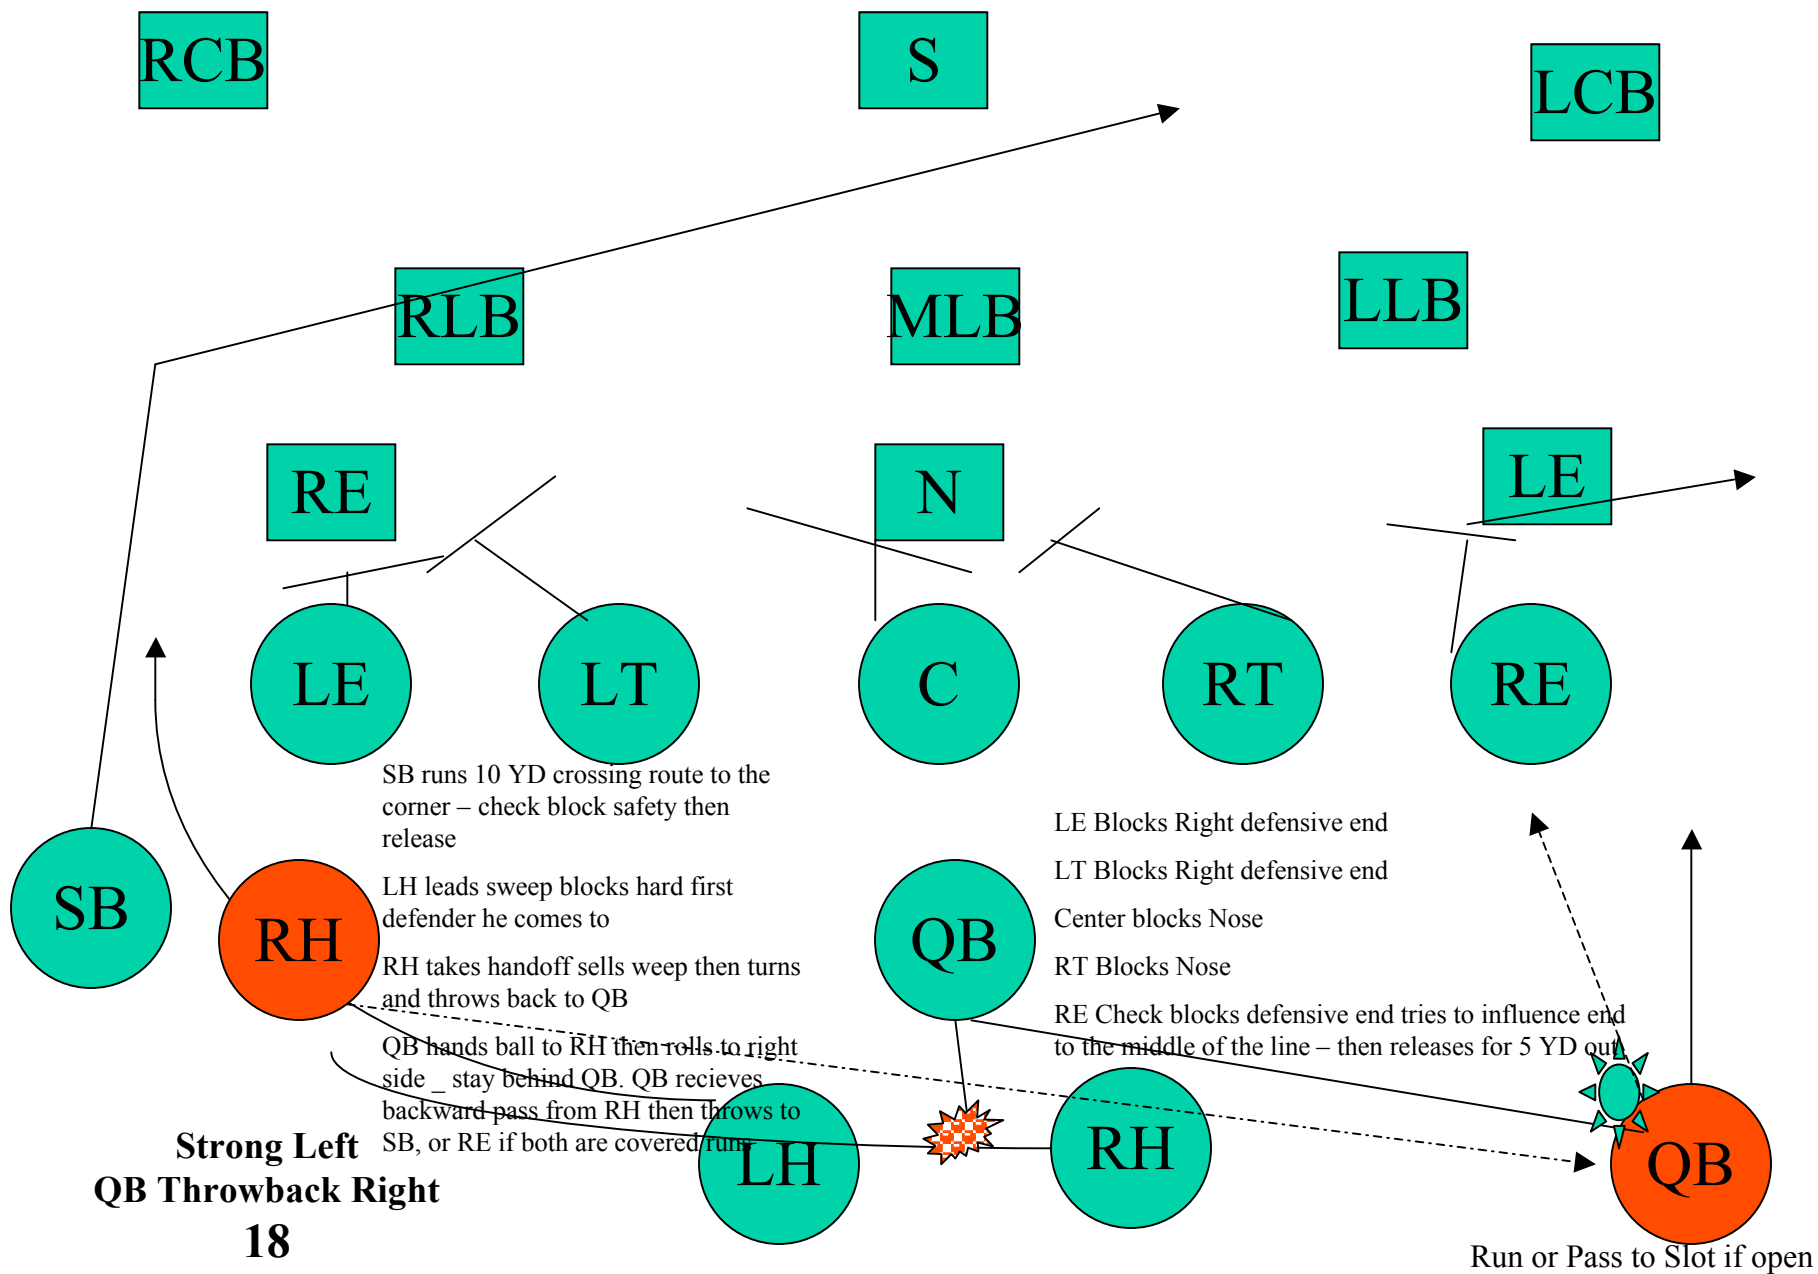 RCB
S
LCB
RLB
MLB
LLB
RE
N
LE
LE
LT
C
RT
RE
SB runs 10 YD crossing route to the
corner – check block safety then
release
LH leads sweep blocks hard first
defender he comes to
RH takes handoff sells weep then turns
and throws back to QB
QB hands ball to RH then rolls to right
side _ stay behind QB. QB recieves
backward pass from RH then throws to
SB, or RE if both are covered runs
LE Blocks Right defensive end
LT Blocks Right defensive end
Center blocks Nose
RT Blocks Nose
RE Check blocks defensive end tries to influence end
to the middle of the line – then releases for 5 YD out
SB
RH
QB
LH
RH
QB
Strong Left
QB Throwback Right
18
Run or Pass to Slot if open